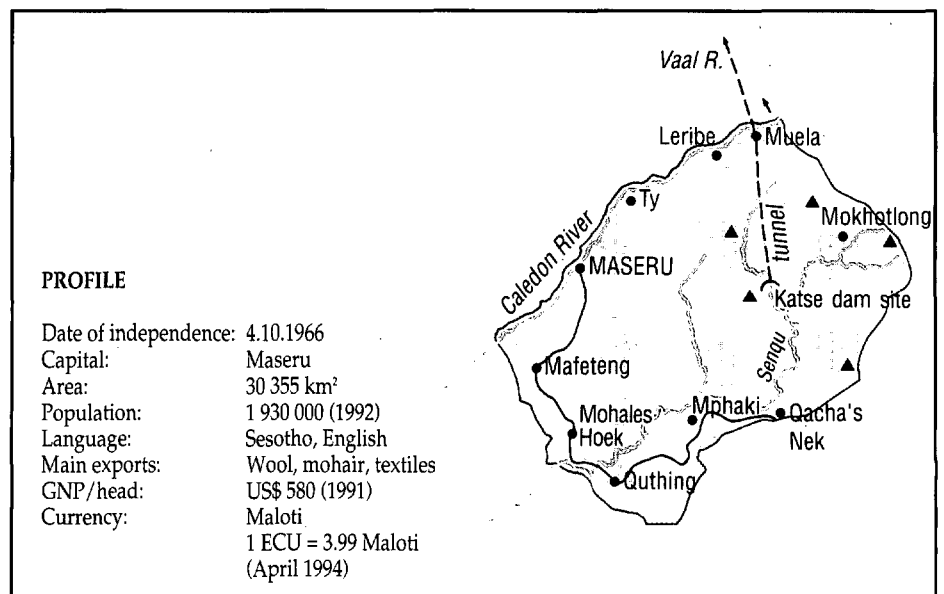 PROFILE
Date of independence: 4.10.1966
Capital: Maseru
Area: 30 355 km²
Population: 1 930 000 (1992)
Language: Sesotho, English
Main exports: Wool, mohair, textiles
GNP/head: US$ 580 (1991)
Currency: Maloti
1 ECU = 3.99 Maloti
(April 1994)
Vaal R.
Leribe
Muela
Ty
Mokhotlong
tunnel
Caledon River
MASERU
Katse dam site
Senqu
Mafeteng
Mphaki
Mohales
Hoek
Qacha's
Nek
Quthing